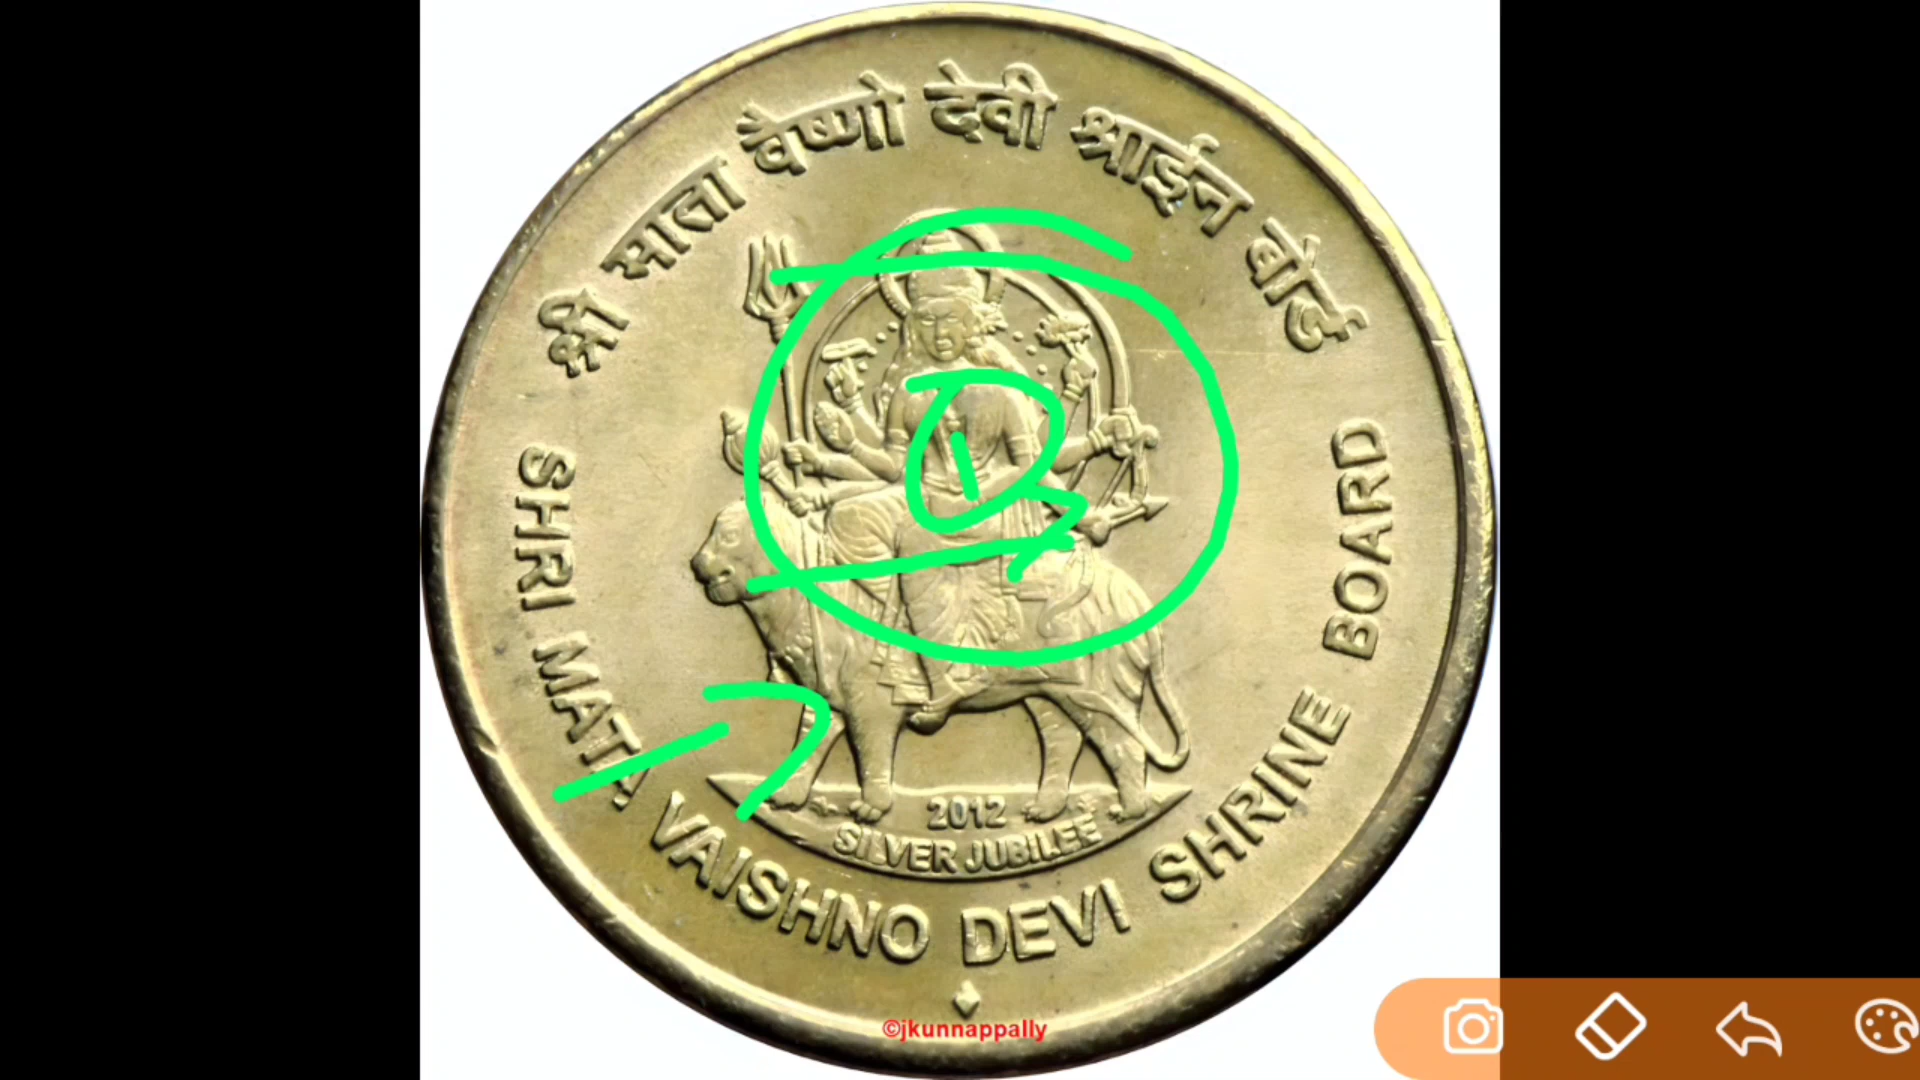 श्री माता वैष्णो देवी श्राईन बोर्ड
SHRI MATA VAISHNO DEVI SHRINE BOARD
2012
SILVER JUBILEE
©jkunnappally